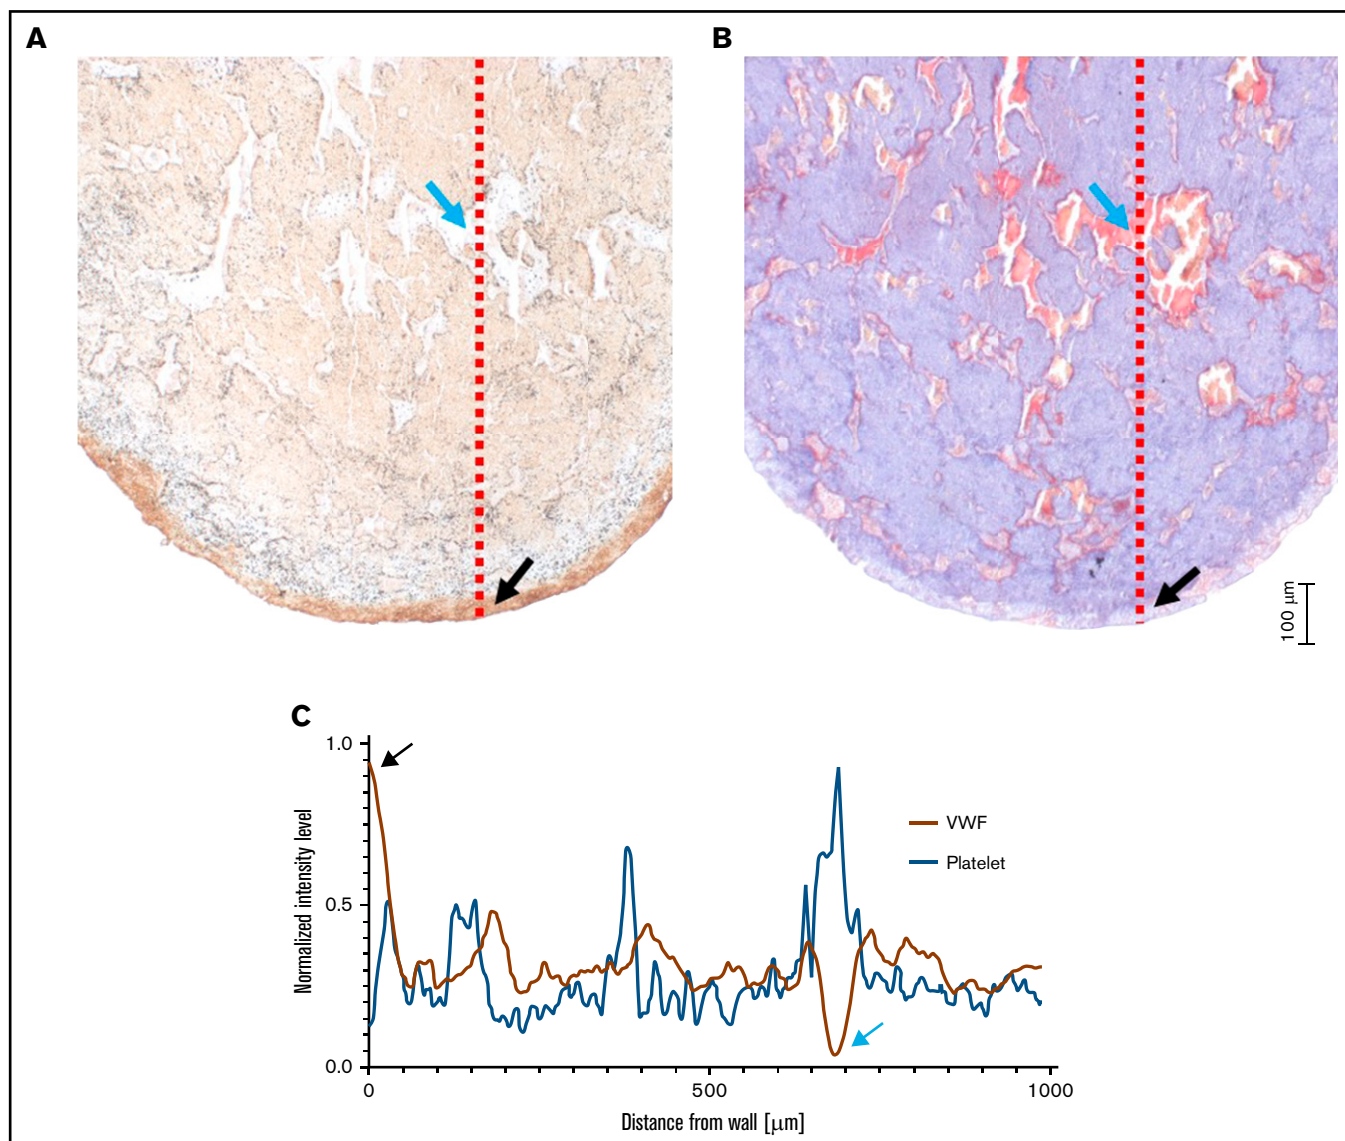 A
B
100 μm
C
1.0
0.5
0.0
Normalized intensity level
VWF
Platelet
0
500
1000
Distance from wall [μm]